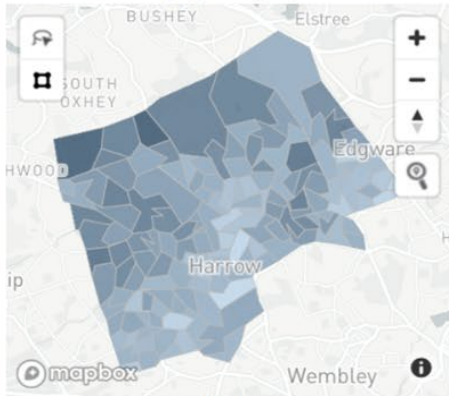 BUSHEY
Elstree
SOUTH
OXHEY
HWOOD
Edgware
Harrow
ip
H
Wembley
mapbox